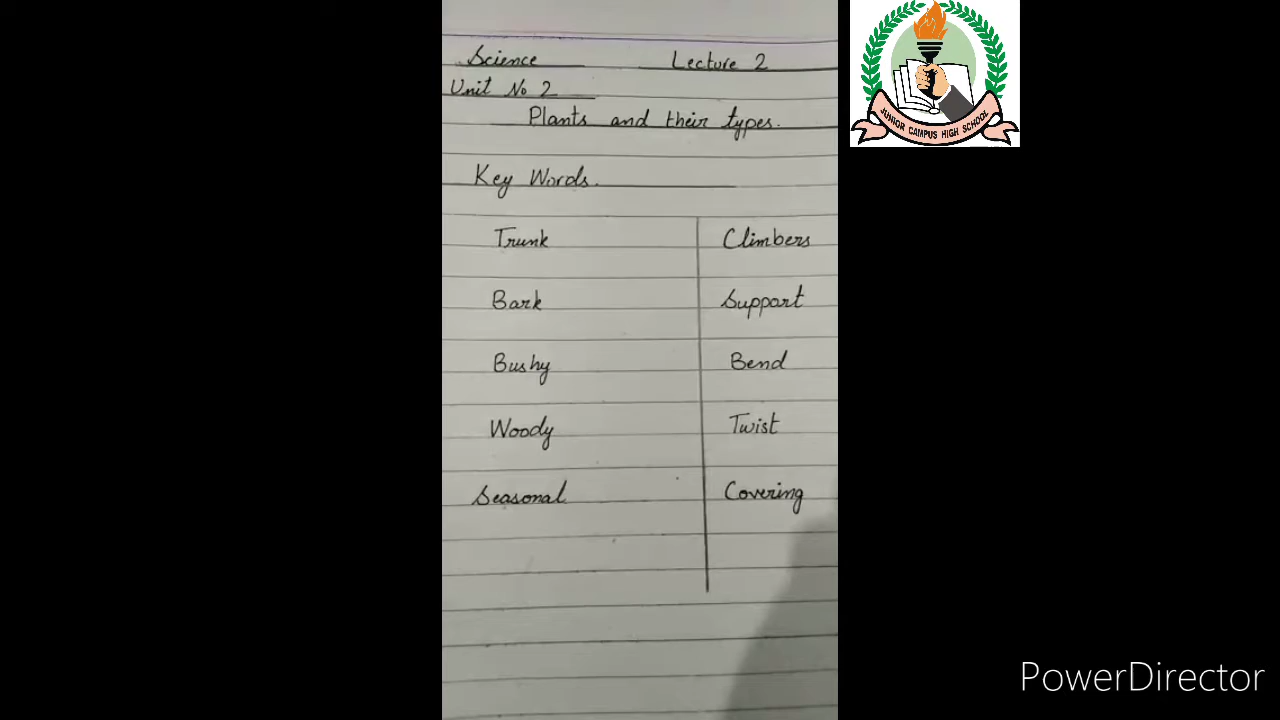 Science Lecture 2
Unit No 2
Plants and their types.
Key Words.
Trunk Climbers
Bark Support
Bushy Bend
Woody Twist
Seasonal Covering
JUNIOR CAMPUS HIGH SCHOOL
PowerDirector